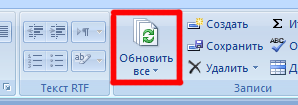 Обновить
все
Создать
Сохранить
Удалить
Текст RTF
Записи